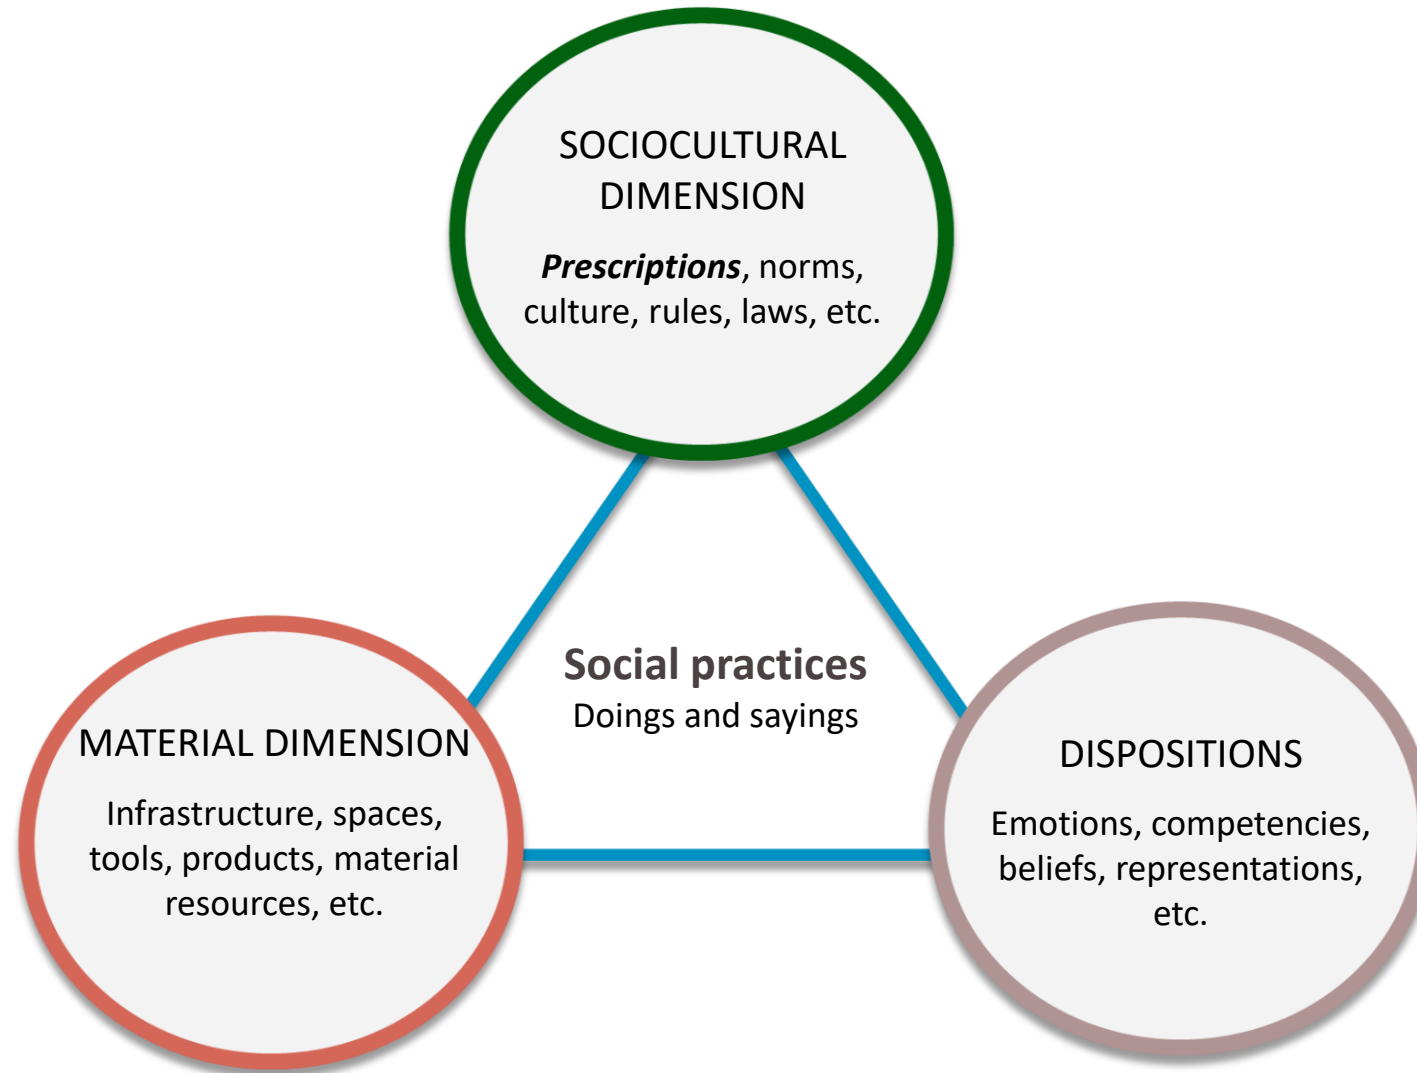 SOCIOCULTURAL
DIMENSION
Prescriptions, norms,
culture, rules, laws, etc.
Social practices
Doings and sayings
MATERIAL DIMENSION
Infrastructure, spaces,
tools, products, material
resources, etc.
DISPOSITIONS
Emotions, competencies,
beliefs, representations,
etc.